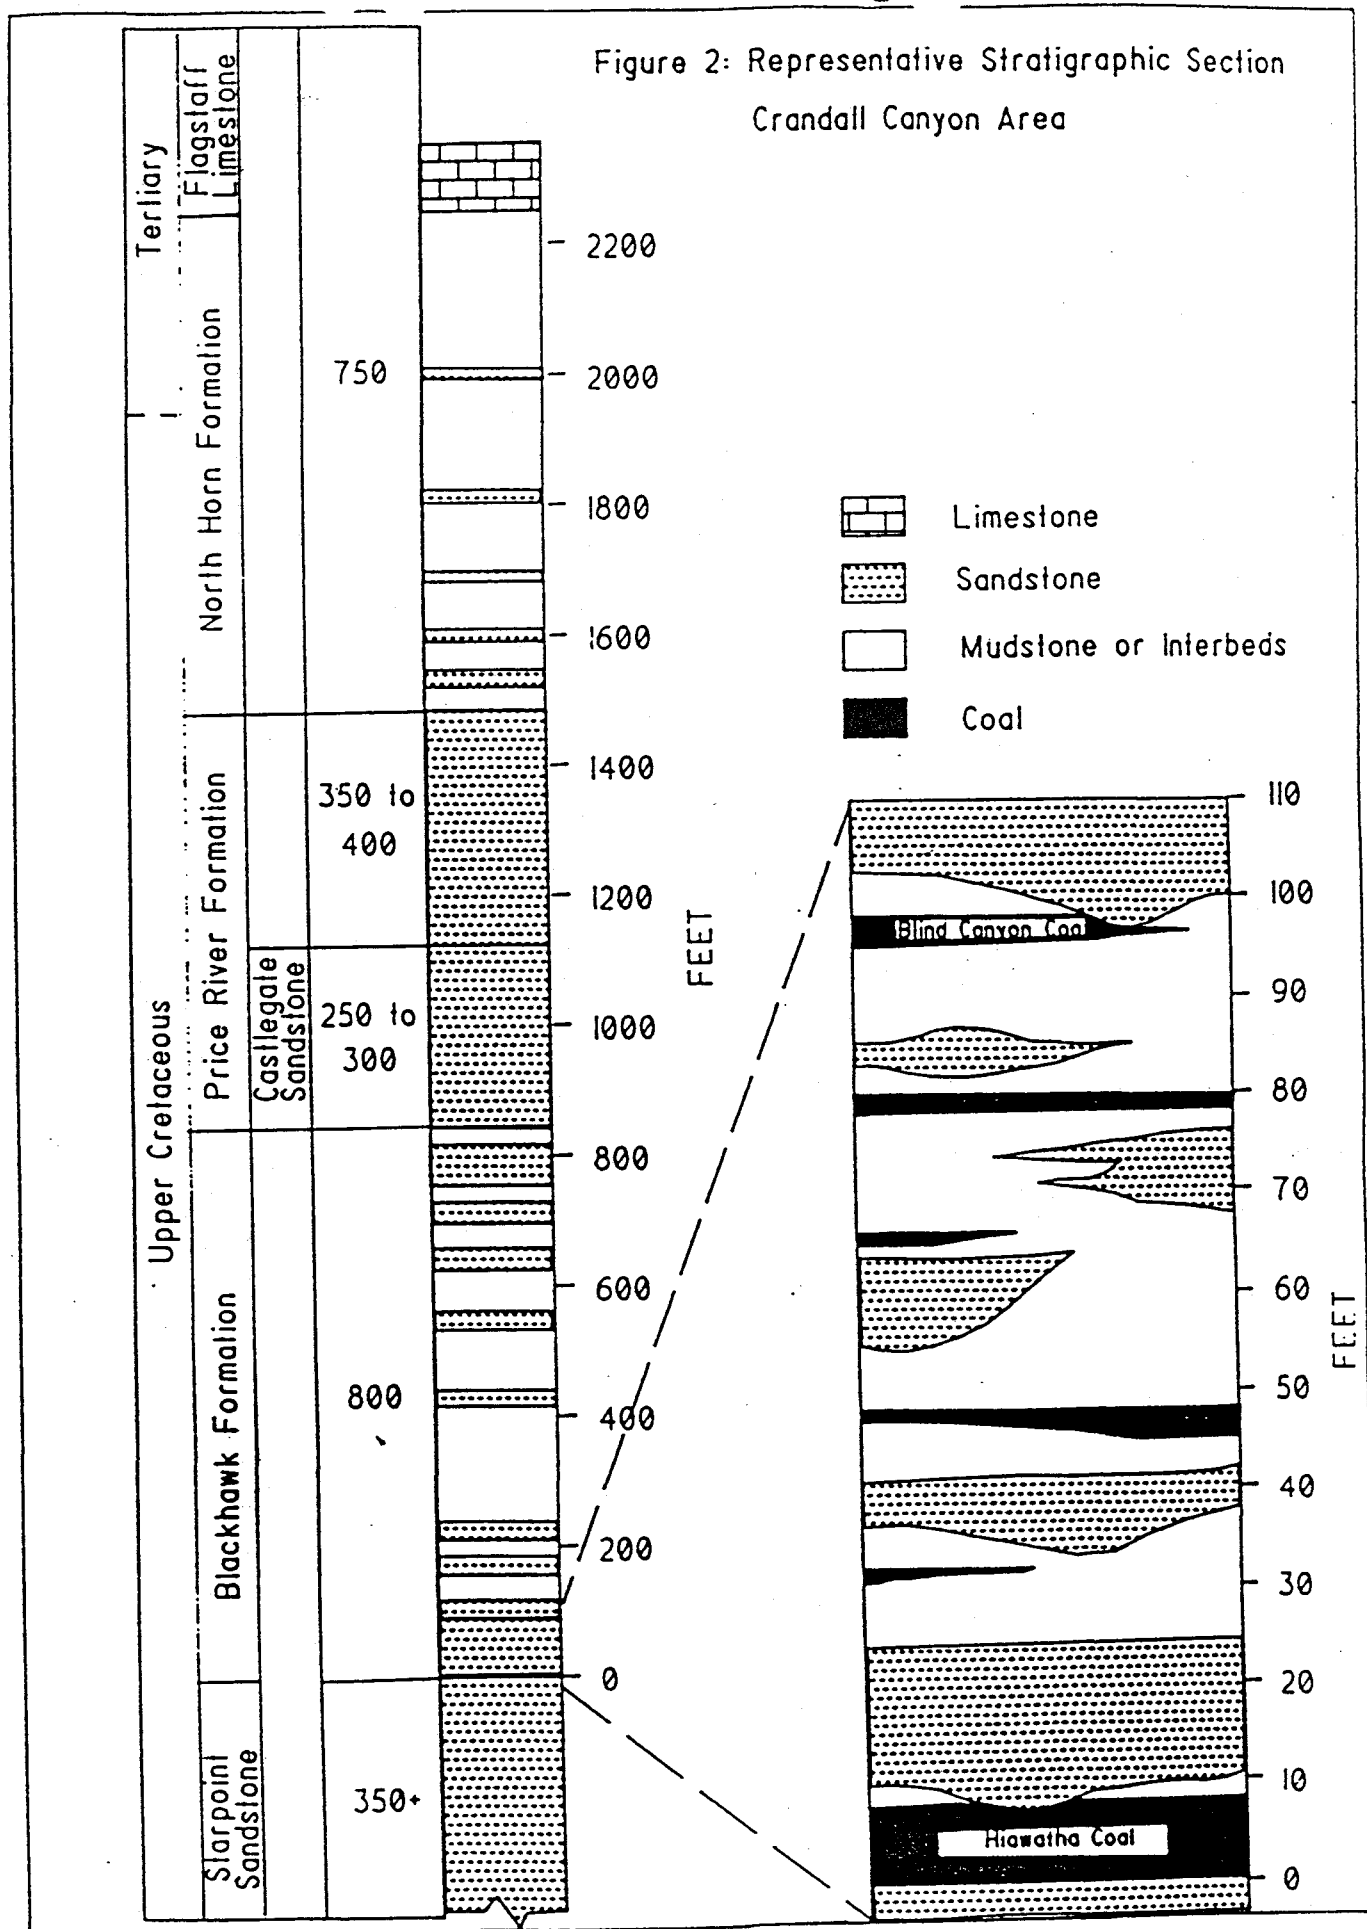 Figure 2: Representative Stratigraphic Section
Crandall Canyon Area
Tertiary
Upper Cretaceous
Flagstaff
Limestone
North Horn Formation
Price River Formation
Castlegate
Sandstone
Blackhawk Formation
Starpoint
Sandstone
750
350 to
400
250 to
300
800
350+
2200
2000
1800
1600
1400
1200
1000
800
600
400
200
0
FEET
Limestone
Sandstone
Mudstone or Interbeds
Coal
110
100
90
80
70
60
50
40
30
20
10
0
FEET
Blind Canyon Coal
Hiawatha Coal